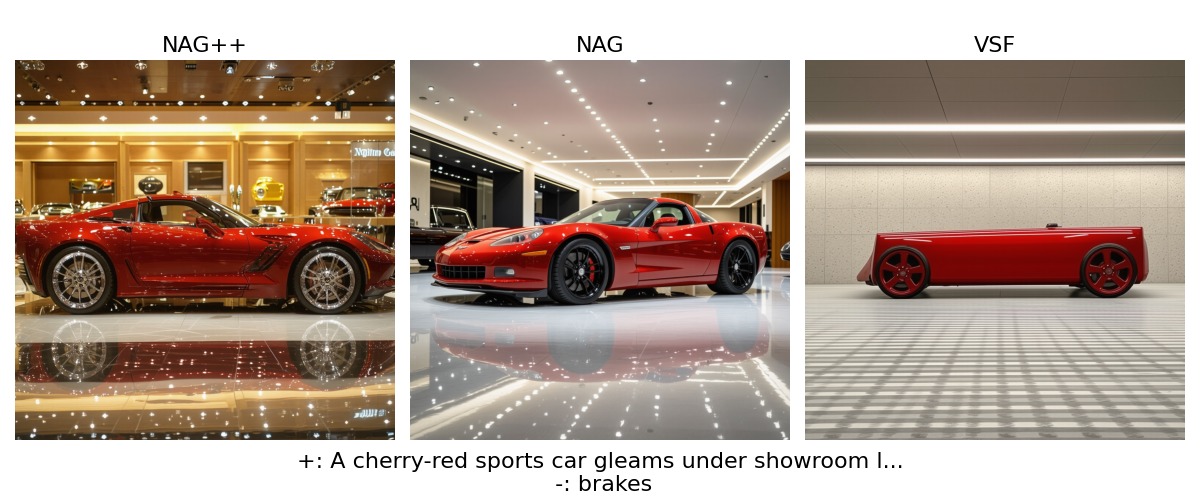 NAG++
NAG
VSF
+: A cherry-red sports car gleams under showroom l...
-: brakes